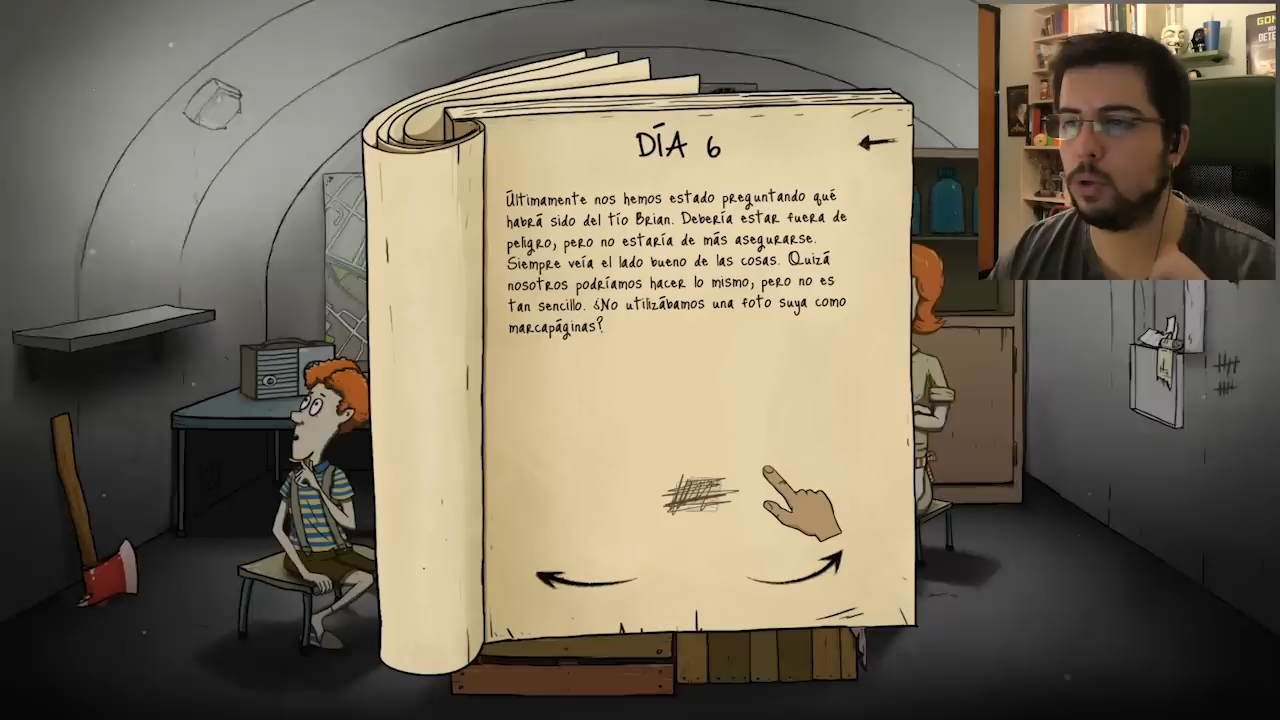 DÍA 6
Últimamente nos hemos estado preguntando qué
habrá sido del tío Brian. Debería estar fuera de
peligro, pero no estaría de más asegurarse.
Siempre veía el lado bueno de las cosas. Quizá
nosotros podríamos hacer lo mismo, pero no es
tan sencillo. ¿No utilizábamos una foto suya como
marcapáginas?